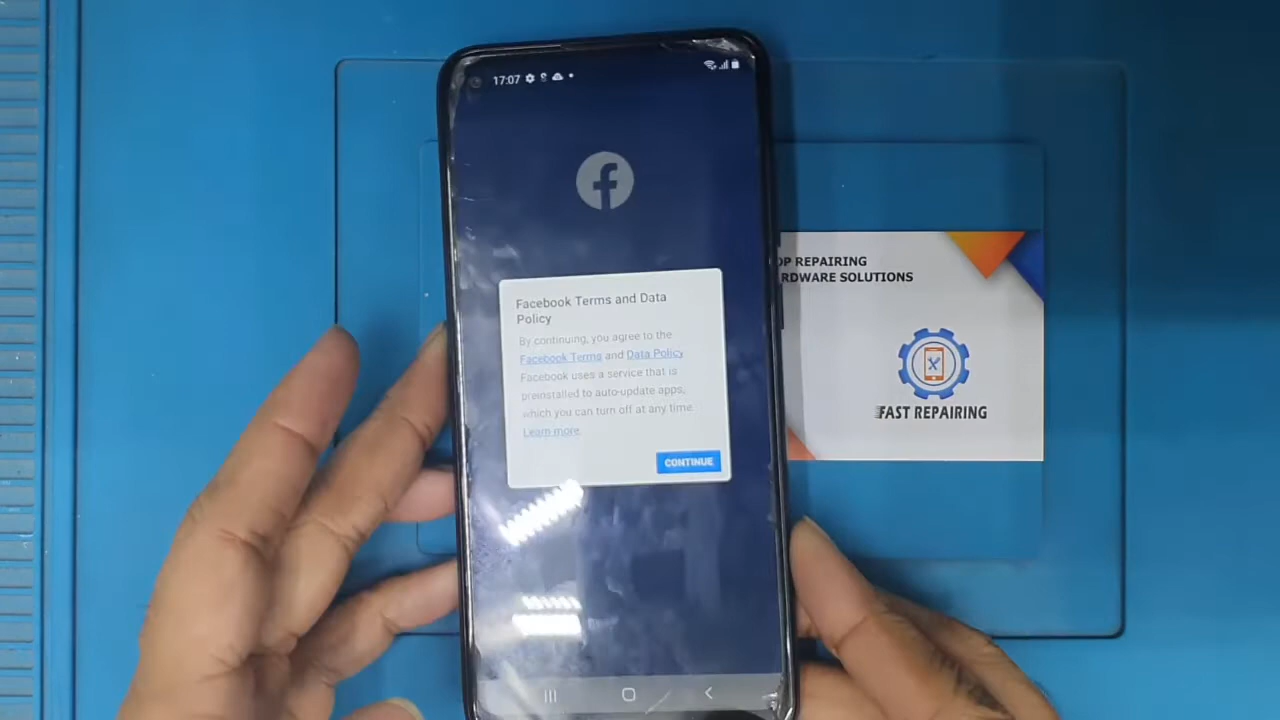 17:07
Facebook Terms and Data
Policy
By continuing, you agree to the
Facebook Terms and Data Policy
Facebook uses a service that is
preinstalled to auto-update apps,
which you can turn off at any time.
Learn more.
CONTINUE
OP REPAIRING
RDWARE SOLUTIONS
FAST REPAIRING